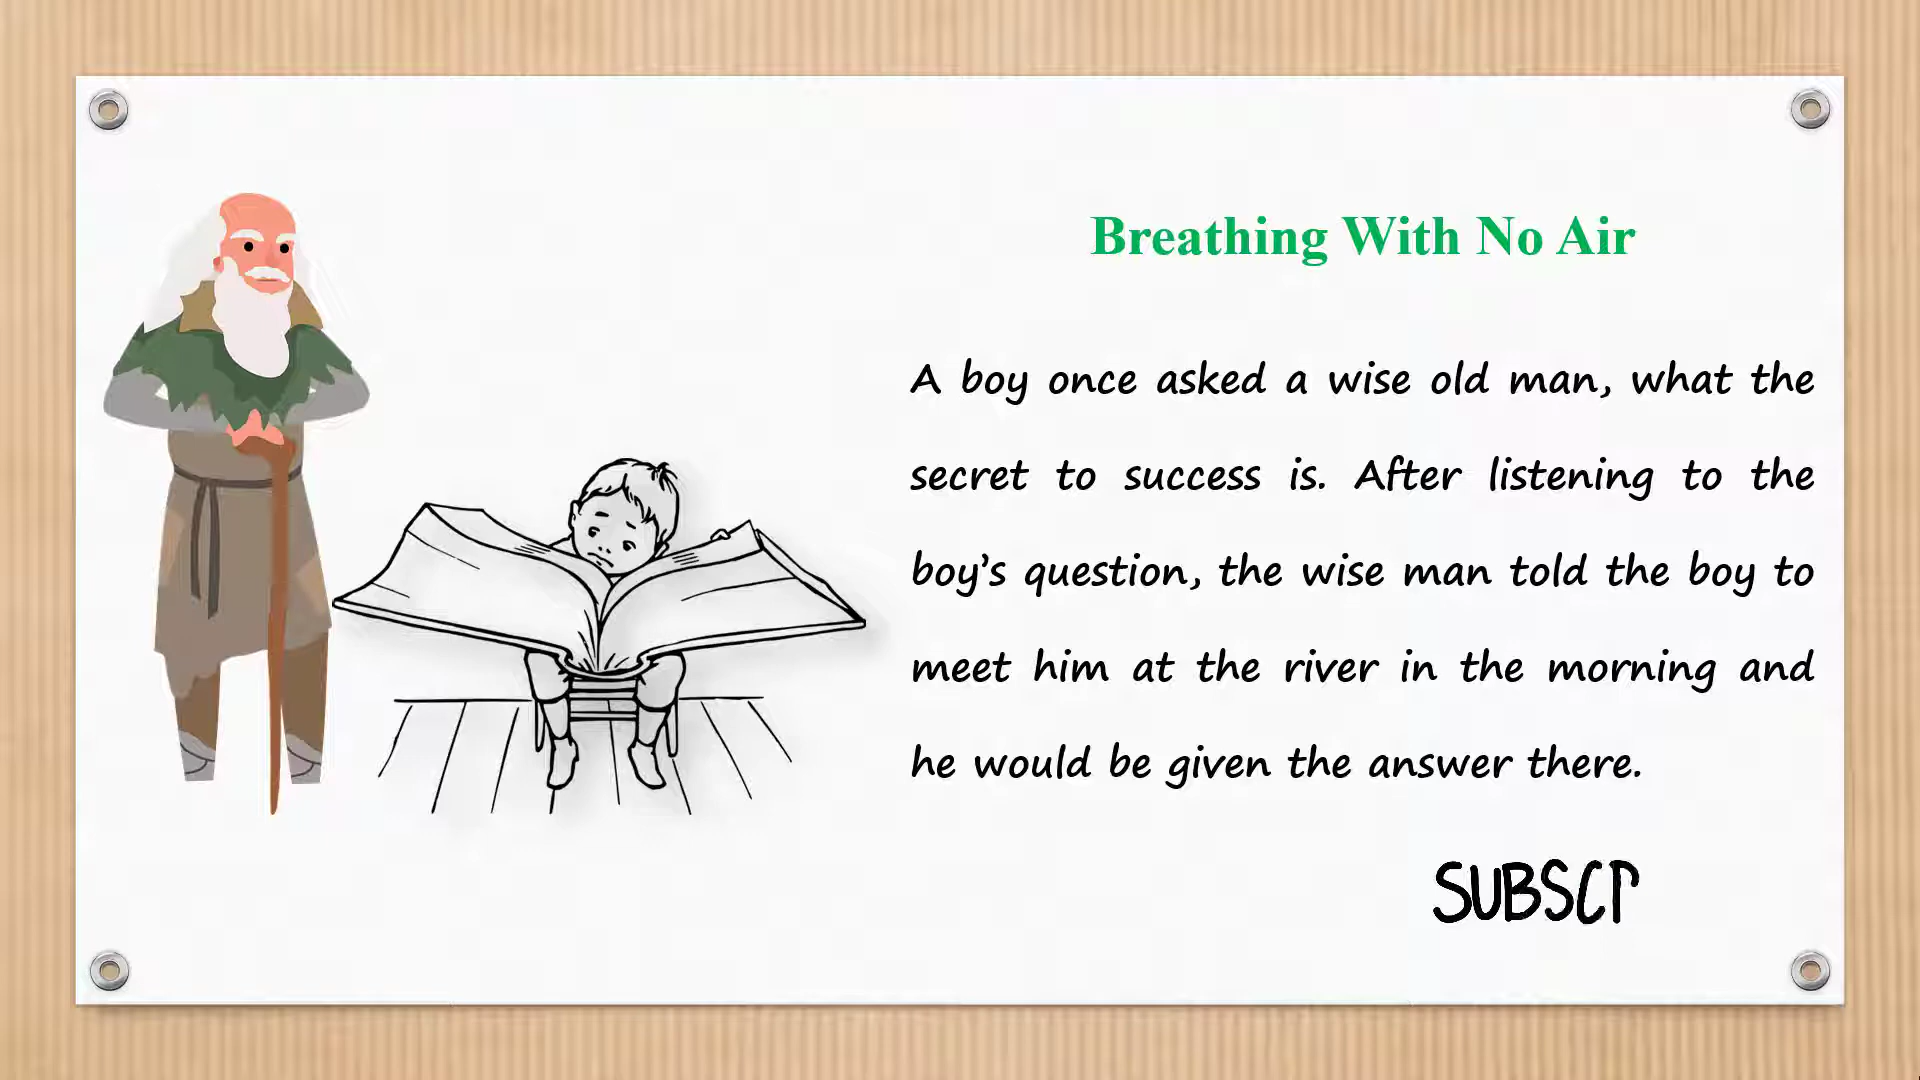 Breathing With No Air
A boy once asked a wise old man, what the
secret to success is. After listening to the
boy’s question, the wise man told the boy to
meet him at the river in the morning and
he would be given the answer there.
SUBSCR